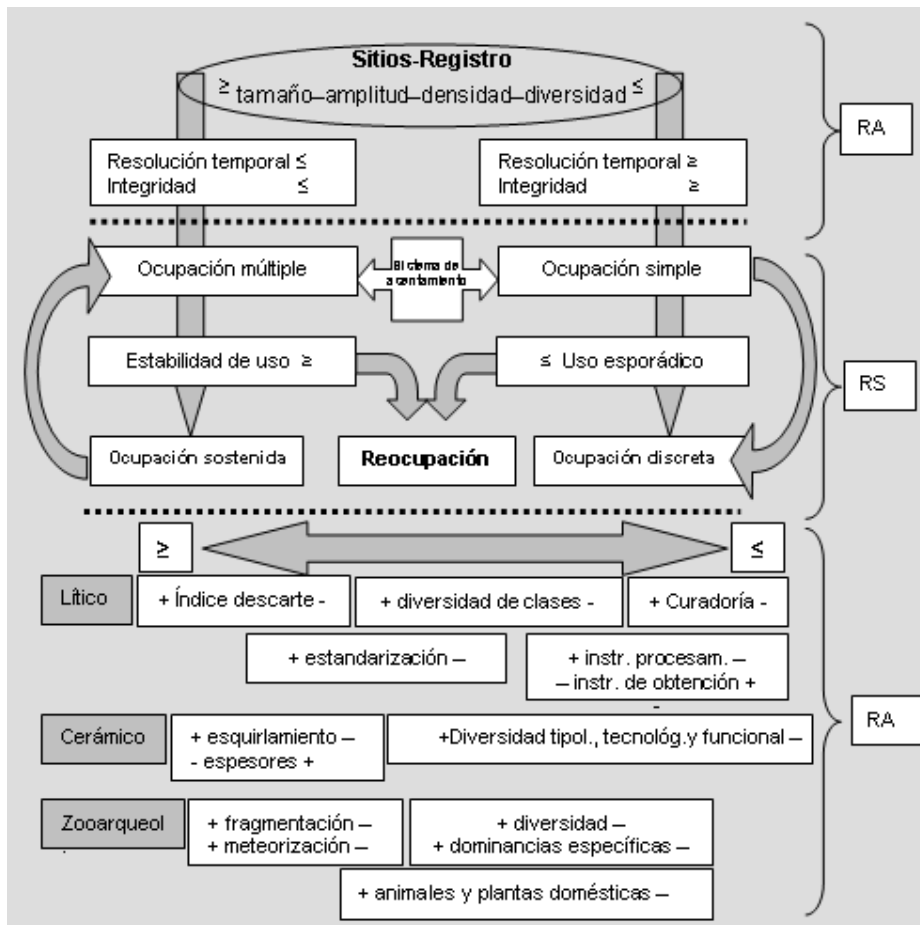 Sitios-Registro
≥ tamaño–amplitud–densidad–diversidad ≤
RA
Resolución temporal ≤
Integridad ≤
Resolución temporal ≥
Integridad ≥
Ocupación múltiple
Sistema de
asentamiento
Ocupación simple
Estabilidad de uso ≥
≤ Uso esporádico
RS
Ocupación sostenida
Reocupación
Ocupación discreta
≥
≤
Lítico
+ Índice descarte -
+ diversidad de clases -
+ Curadoría -
+ estandarización –
+ instr. procesam. –
– instr. de obtención +
-
RA
Cerámico
+ esquirlamiento –
- espesores +
+Diversidad tipol., tecnológ.y funcional –
Zooarqueol
.
+ fragmentación –
+ meteorización –
+ diversidad –
+ dominancias específicas –
+ animales y plantas domésticas –